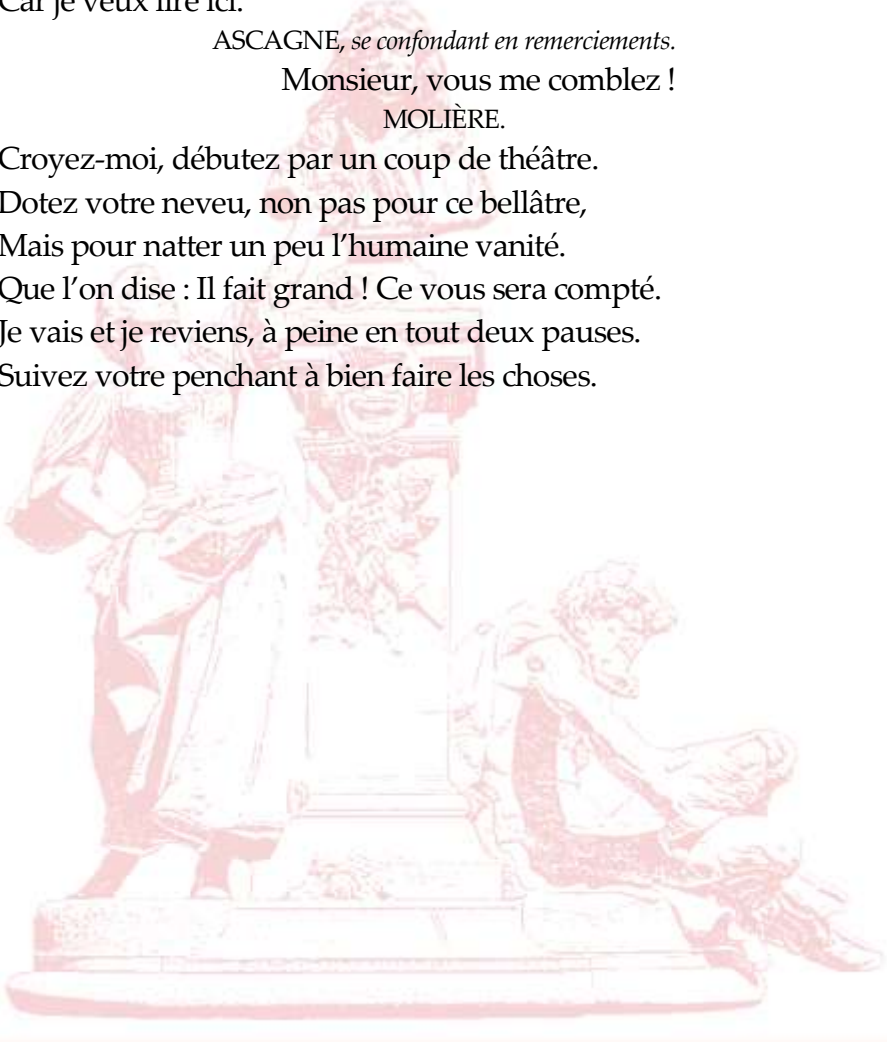 Car je veux lire ici.
ASCAGNE, se confondant en remerciements.
Monsieur, vous me comblez !
MOLIÈRE.
Croyez-moi, débutez par un coup de théâtre.
Dotez votre neveu, non pas pour ce bellâtre,
Mais pour natter un peu l’humaine vanité.
Que l’on dise : Il fait grand ! Ce vous sera compté.
Je vais et je reviens, à peine en tout deux pauses.
Suivez votre penchant à bien faire les choses.